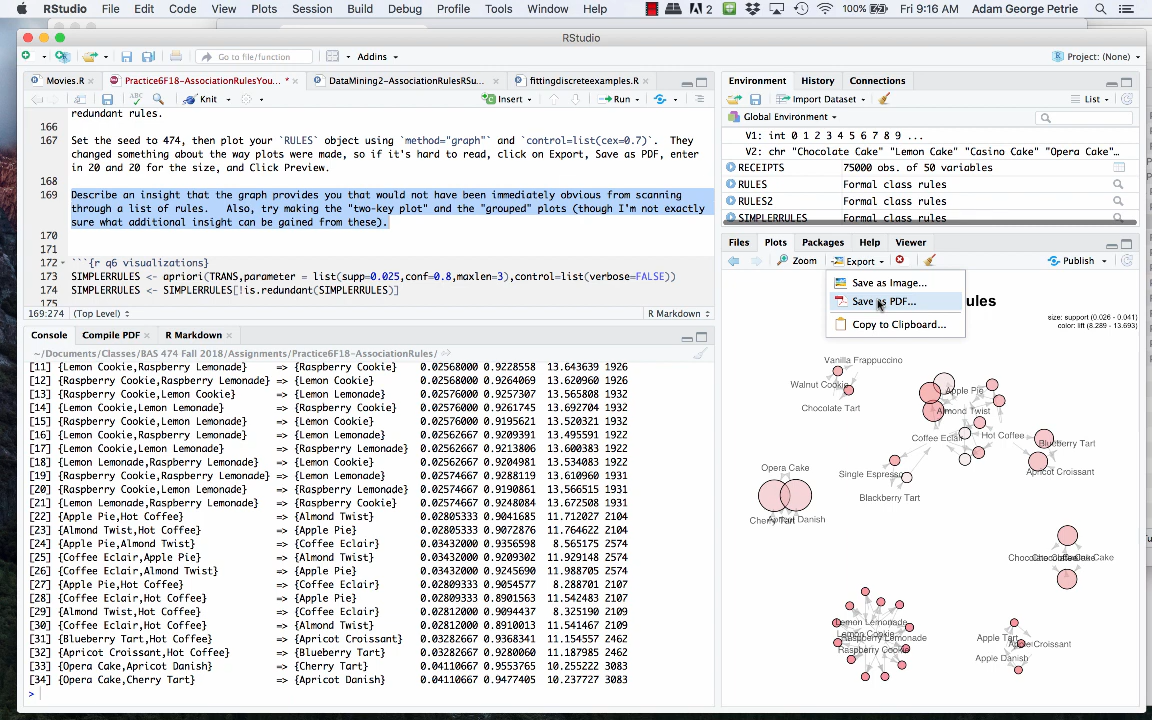 RStudio File Edit Code View Plots Session Build Debug Profile Tools Window Help 2 100% Fri 9:16 AM Adam George Petrie
RStudio
Go to file/function Addins Project: (None)
Movies.R Practice6F18-AssociationRulesYou... * DataMining2-AssociationRulesRSu... fittingdiscreteexamples.R
Knit Insert Run
redundant rules.
166
167 Set the seed to 474, then plot your `RULES` object using `method="graph"` and `control=list(cex=0.7)`. They
changed something about the way plots were made, so if it's hard to read, click on Export, Save as PDF, enter
in 20 and 20 for the size, and Click Preview.
168
169 Describe an insight that the graph provides you that would not have been immediately obvious from scanning
through a list of rules. Also, try making the "two-key plot" and the "grouped" plots (though I'm not exactly
sure what additional insight can be gained from these).
170
171
172 ```{r q6 visualizations}
173 SIMPLERRULES <- apriori(TRANS,parameter = list(supp=0.025,conf=0.8,maxlen=3),control=list(verbose=FALSE))
174 SIMPLERRULES <- SIMPLERRULES[!is.redundant(SIMPLERRULES)]
175
169:274 (Top Level) R Markdown
Console Compile PDF R Markdown
~/Documents/Classes/BAS 474 Fall 2018/Assignments/Practice6F18-AssociationRules/
[11] {Lemon Cookie,Raspberry Lemonade} => {Raspberry Cookie} 0.02568000 0.9228558 13.643639 1926
[12] {Raspberry Cookie,Raspberry Lemonade} => {Lemon Cookie} 0.02568000 0.9264069 13.620960 1926
[13] {Raspberry Cookie,Lemon Cookie} => {Lemon Lemonade} 0.02576000 0.9257307 13.565808 1932
[14] {Lemon Cookie,Lemon Lemonade} => {Raspberry Cookie} 0.02576000 0.9261745 13.692704 1932
[15] {Raspberry Cookie,Lemon Lemonade} => {Lemon Cookie} 0.02576000 0.9195621 13.520321 1932
[16] {Lemon Cookie,Raspberry Lemonade} => {Lemon Lemonade} 0.02562667 0.9209391 13.495591 1922
[17] {Lemon Cookie,Lemon Lemonade} => {Raspberry Lemonade} 0.02562667 0.9213806 13.600383 1922
[18] {Lemon Lemonade,Raspberry Lemonade} => {Lemon Cookie} 0.02562667 0.9204981 13.534083 1922
[19] {Raspberry Cookie,Raspberry Lemonade} => {Lemon Lemonade} 0.02574667 0.9288119 13.610960 1931
[20] {Raspberry Cookie,Lemon Lemonade} => {Raspberry Lemonade} 0.02574667 0.9190861 13.566515 1931
[21] {Lemon Lemonade,Raspberry Lemonade} => {Raspberry Cookie} 0.02574667 0.9248084 13.672508 1931
[22] {Apple Pie,Hot Coffee} => {Almond Twist} 0.02805333 0.9041685 11.712027 2104
[23] {Almond Twist,Hot Coffee} => {Apple Pie} 0.02805333 0.9072876 11.764622 2104
[24] {Apple Pie,Almond Twist} => {Coffee Eclair} 0.03432000 0.9356598 8.565175 2574
[25] {Coffee Eclair,Apple Pie} => {Almond Twist} 0.03432000 0.9209302 11.929148 2574
[26] {Coffee Eclair,Almond Twist} => {Apple Pie} 0.03432000 0.9245690 11.988705 2574
[27] {Apple Pie,Hot Coffee} => {Coffee Eclair} 0.02809333 0.9054577 8.288701 2107
[28] {Coffee Eclair,Hot Coffee} => {Apple Pie} 0.02809333 0.8901563 11.542483 2107
[29] {Almond Twist,Hot Coffee} => {Coffee Eclair} 0.02812000 0.9094437 8.325190 2109
[30] {Coffee Eclair,Hot Coffee} => {Almond Twist} 0.02812000 0.8910013 11.541467 2109
[31] {Blueberry Tart,Hot Coffee} => {Apricot Croissant} 0.03282667 0.9368341 11.154557 2462
[32] {Apricot Croissant,Hot Coffee} => {Blueberry Tart} 0.03282667 0.9280060 11.187985 2462
[33] {Opera Cake,Apricot Danish} => {Cherry Tart} 0.04110667 0.9553765 10.255222 3083
[34] {Opera Cake,Cherry Tart} => {Apricot Danish} 0.04110667 0.9477405 10.237727 3083
>
Environment History Connections
Import Dataset List
Global Environment
V1: int 0 1 2 3 4 5 6 7 8 9 ...
V2: chr "Chocolate Cake" "Lemon Cake" "Casino Cake" "Opera Cake"...
RECEIPTS 75000 obs. of 50 variables
RULES Formal class rules
RULES2 Formal class rules
SIMPLERRULES Formal class rules
Files Plots Packages Help Viewer
Zoom Export Publish
Save as Image...
Save as PDF...
Copy to Clipboard...
ules
size: support (0.026 - 0.041)
color: lift (8.289 - 13.693)
Vanilla Frappuccino
Walnut Cookie
Chocolate Tart
Apple Pie
Almond Twist
Coffee Eclair
Hot Coffee
Blueberry Tart
Apricot Croissant
Single Espresso
Blackberry Tart
Opera Cake
Cherry Tart
Apricot Danish
Lemon Lemonade
Lemon Cookie
Raspberry Lemonade
Raspberry Cookie
Apple Tart
Apple Croissant
Apple Danish